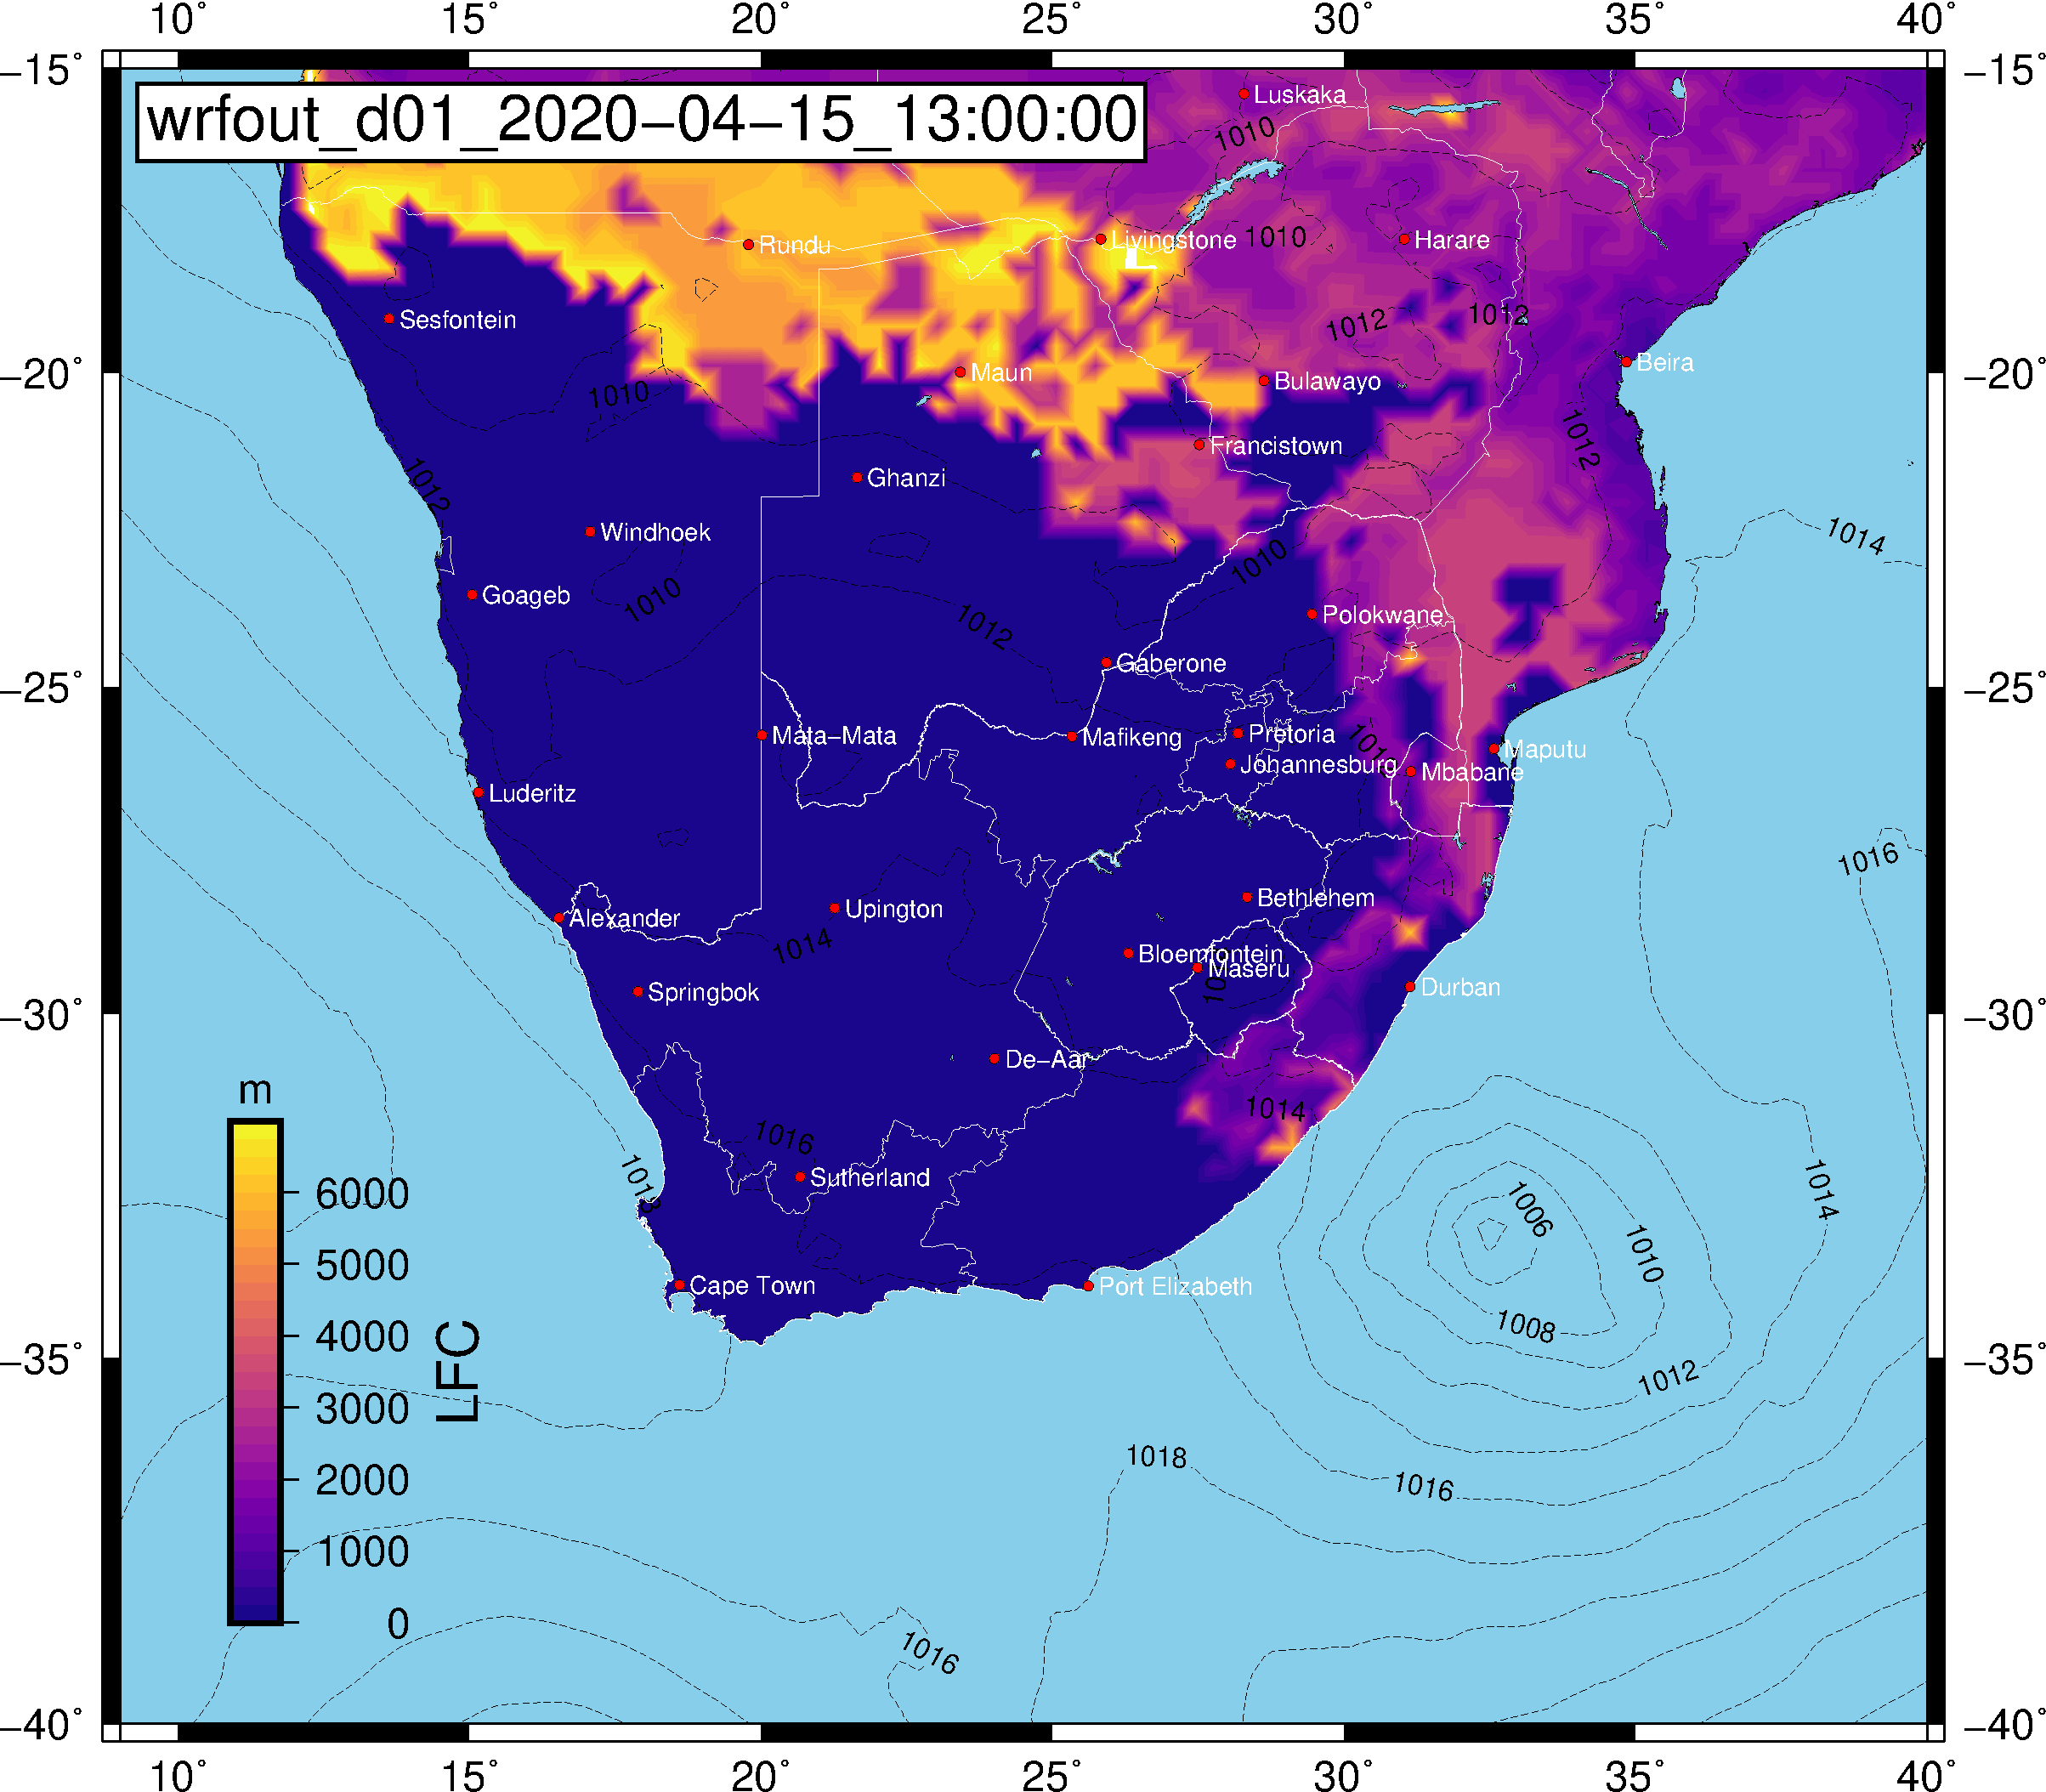 10° 15° 20° 25° 30° 35° 40°
−15° −15°
wrfout_d01_2020−04−15_13:00:00
Luskaka
1010
Rundu
Livingstone 1010
Harare
Sesfontein
1012 1012
−20° −20°
Maun
Beira
1010
Bulawayo
1012
Francistown
1012
Ghanzi
Windhoek
1014
1010
Goageb
1010
1012
Polokwane
Gaberone
−25° −25°
Mata−Mata
Mafikeng
Pretoria
Maputu
Johannesburg
Mbabane
Luderitz
1016
Bethlehem
Upington
Alexander
1014
Bloemfontein
Maseru
Springbok
Durban
−30° −30°
De−Aar
m
1014
1016
Sutherland
1018
1014
6000
1006
5000
1010
Cape Town
Port Elizabeth
4000
1008
LFC
−35° −35°
1012
3000
1018
2000
1016
1000
0
1016
−40° −40°
10° 15° 20° 25° 30° 35° 40°